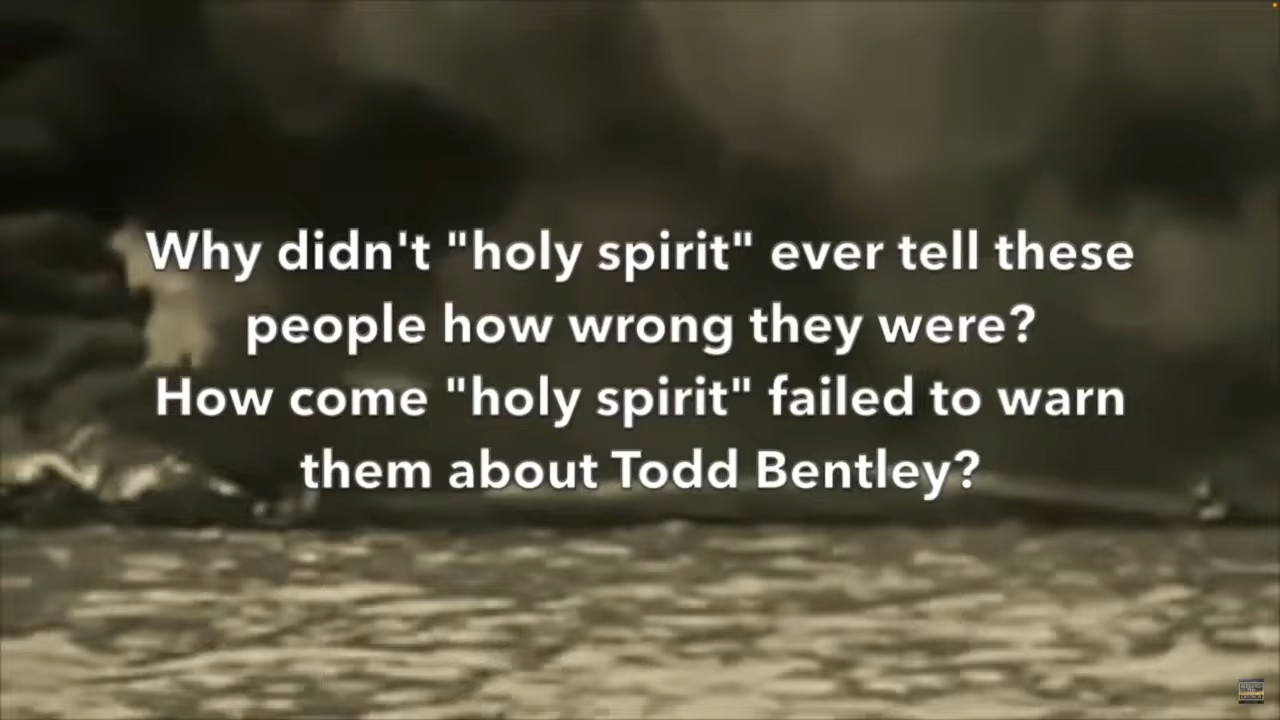 Why didn't "holy spirit" ever tell these
people how wrong they were?
How come "holy spirit" failed to warn
them about Todd Bentley?